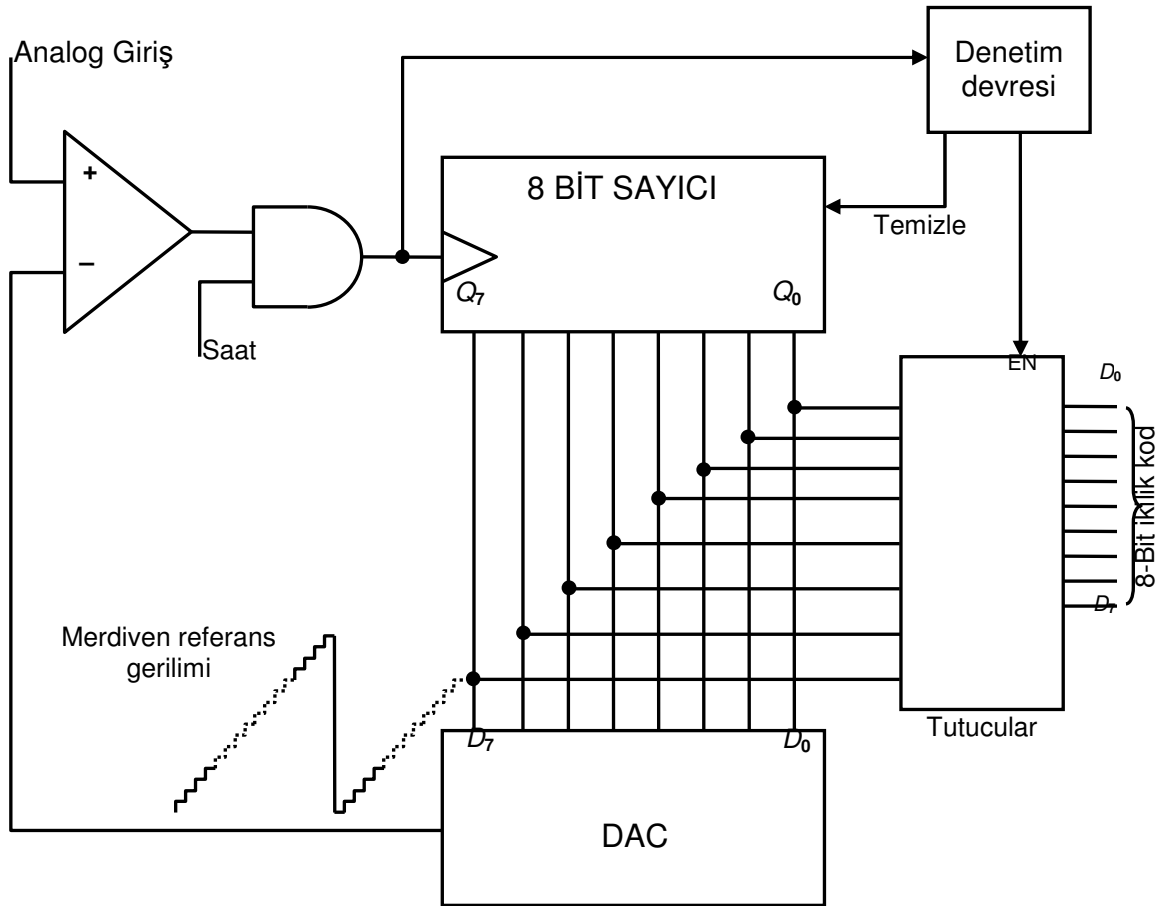 Analog Giriş
Denetim
devresi
+
8 BİT SAYICI
Temizle
–
Q7
Q0
Saat
EN
D0
8-Bit ikilik kod
D7
Merdiven referans
gerilimi
Tutucular
D7
D0
DAC